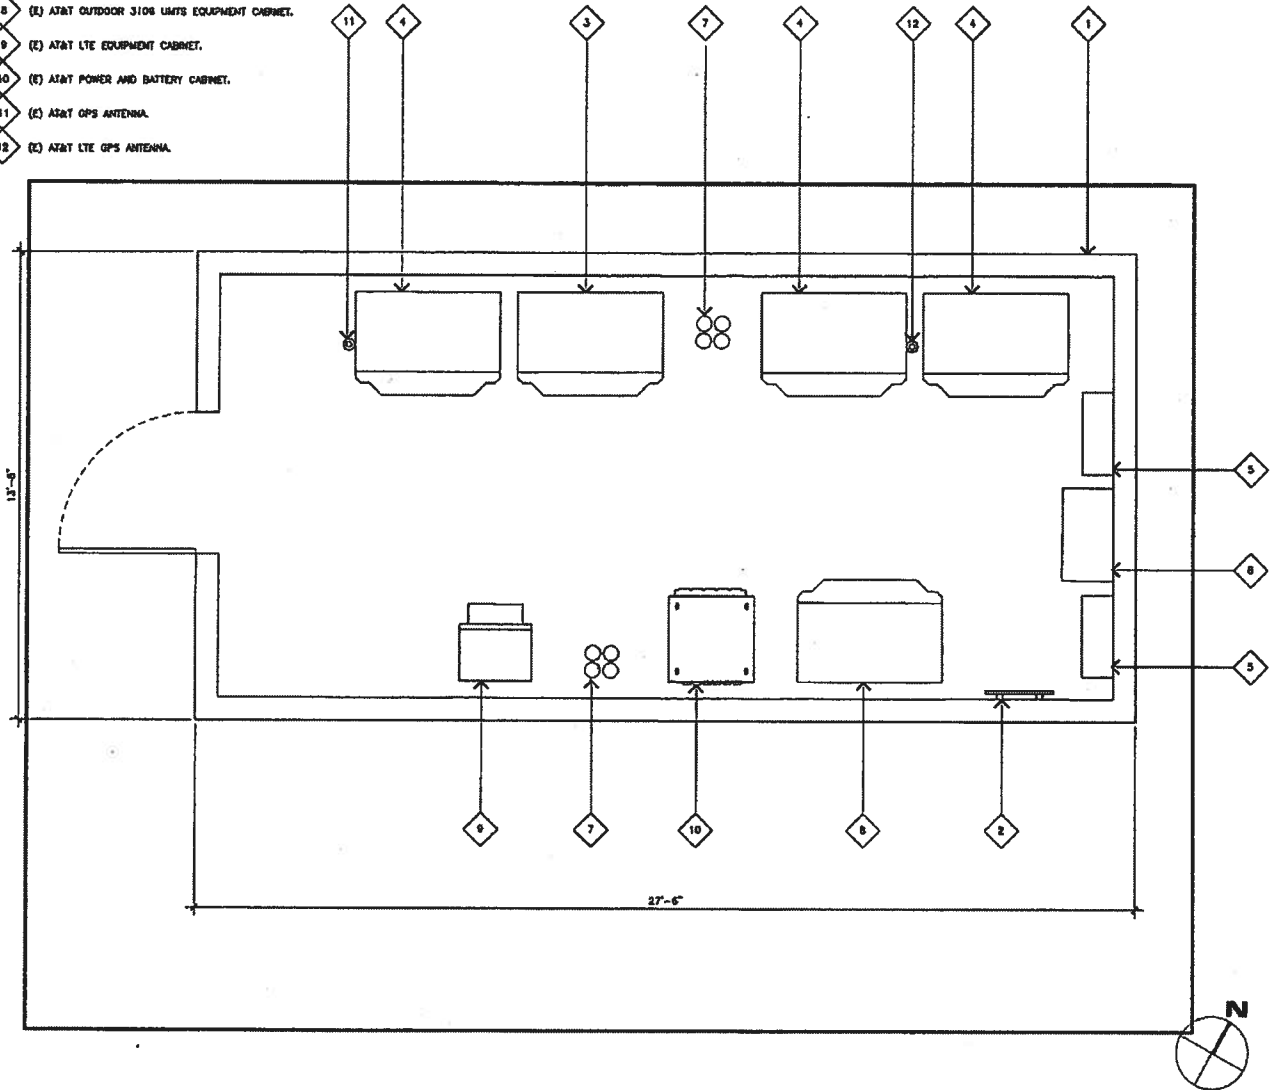 8 (E) AT&T OUTDOOR 3106 UMTS EQUIPMENT CABINET.
9 (E) AT&T LTE EQUIPMENT CABINET.
10 (E) AT&T POWER AND BATTERY CABINET.
11 (E) AT&T GPS ANTENNA.
12 (E) AT&T LTE GPS ANTENNA.
11 4 3 7 4 12 4 1
13'-8"
5
6
5
9 7 10 8 2
27'-6"
N